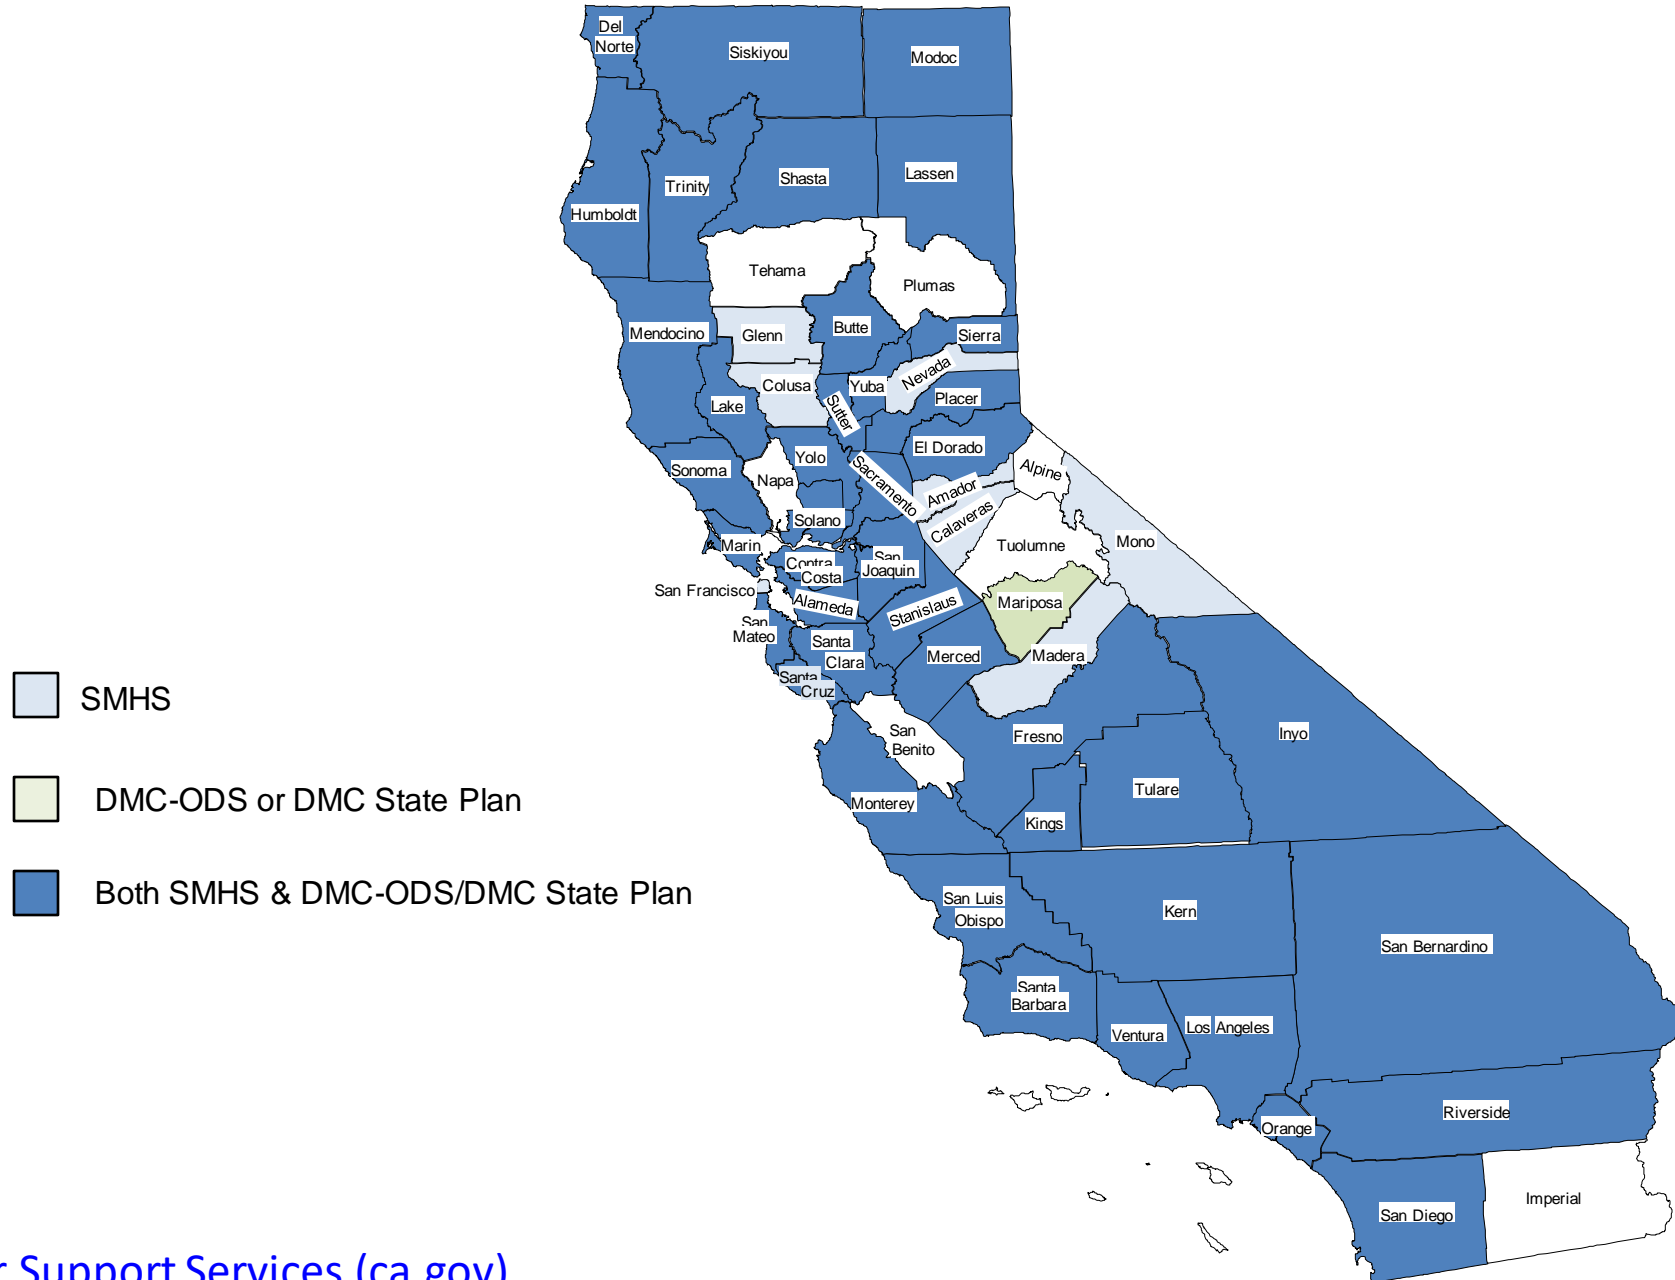 Del
Norte
Siskiyou
Modoc
Trinity
Shasta
Lassen
Humboldt
Tehama
Plumas
Mendocino
Glenn
Butte
Sierra
Nevada
Colusa
Yuba
Placer
Lake
Sutter
El Dorado
Sonoma
Yolo
Napa
Sacramento
Alpine
Amador
Calaveras
Solano
Marin
Tuolumne
Mono
Contra
Costa
San
Joaquin
San Francisco
Alameda
Stanislaus
Mariposa
San
Mateo
Santa
Clara
Merced
Madera
Santa
Cruz
San
Benito
Fresno
Inyo
Monterey
Kings
Tulare
SMHS
DMC-ODS or DMC State Plan
Both SMHS & DMC-ODS/DMC State Plan
San Luis
Obispo
Kern
San Bernardino
Santa
Barbara
Ventura
Los Angeles
Riverside
Orange
San Diego
Imperial
r Support Services (ca.gov)